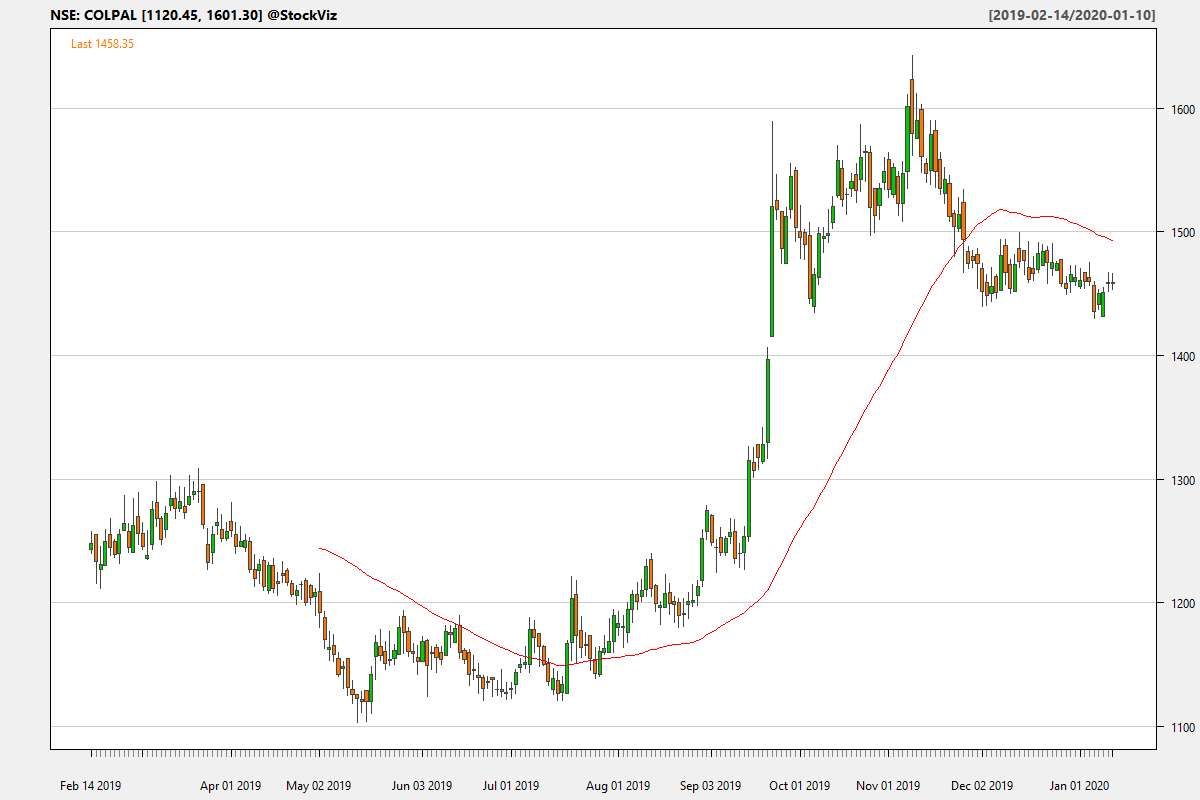 NSE: COLPAL [1120.45, 1601.30] @StockViz
[2019-02-14/2020-01-10]
Last 1458.35
1600
1500
1400
1300
1200
1100
Feb 14 2019
Apr 01 2019
May 02 2019
Jun 03 2019
Jul 01 2019
Aug 01 2019
Sep 03 2019
Oct 01 2019
Nov 01 2019
Dec 02 2019
Jan 01 2020